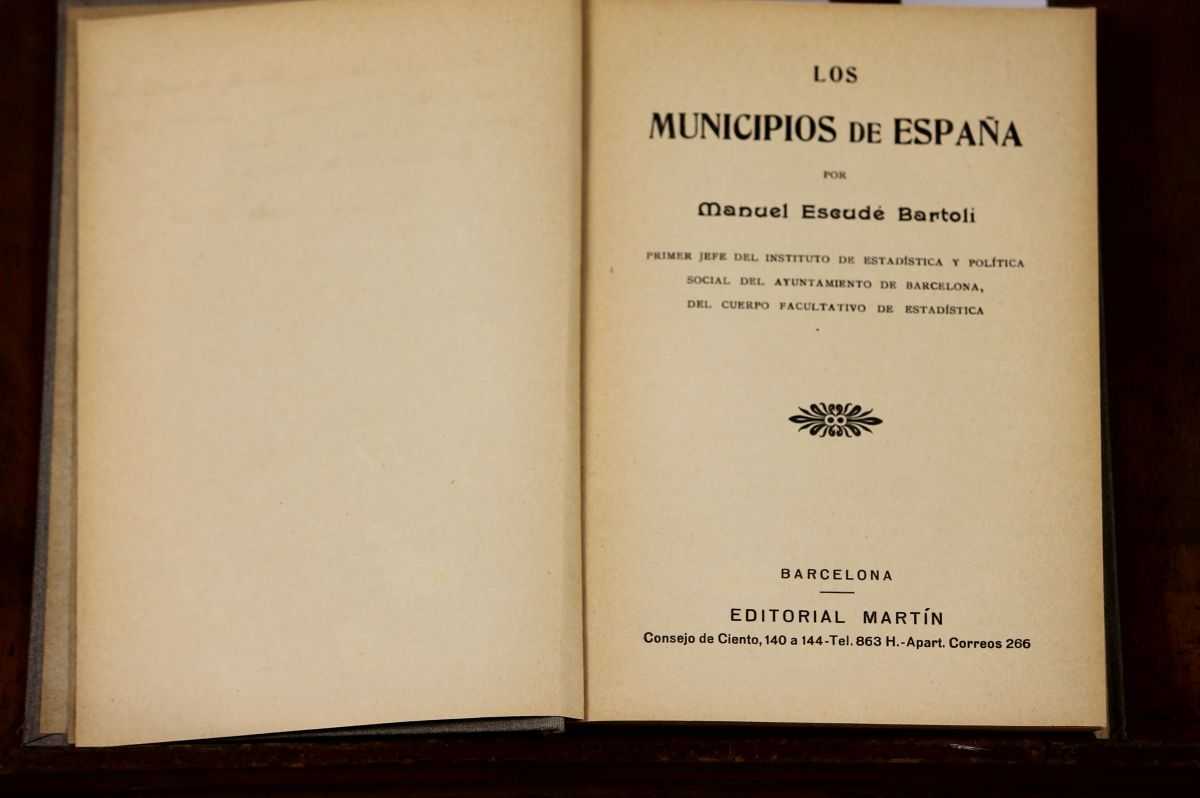 LOS
MUNICIPIOS DE ESPAÑA
POR
Manuel Escudé Bartolí
PRIMER JEFE DEL INSTITUTO DE ESTADÍSTICA Y POLÍTICA
SOCIAL DEL AYUNTAMIENTO DE BARCELONA,
DEL CUERPO FACULTATIVO DE ESTADÍSTICA
BARCELONA
EDITORIAL MARTÍN
Consejo de Ciento, 140 a 144-Tel. 863 H.-Apart. Correos 266